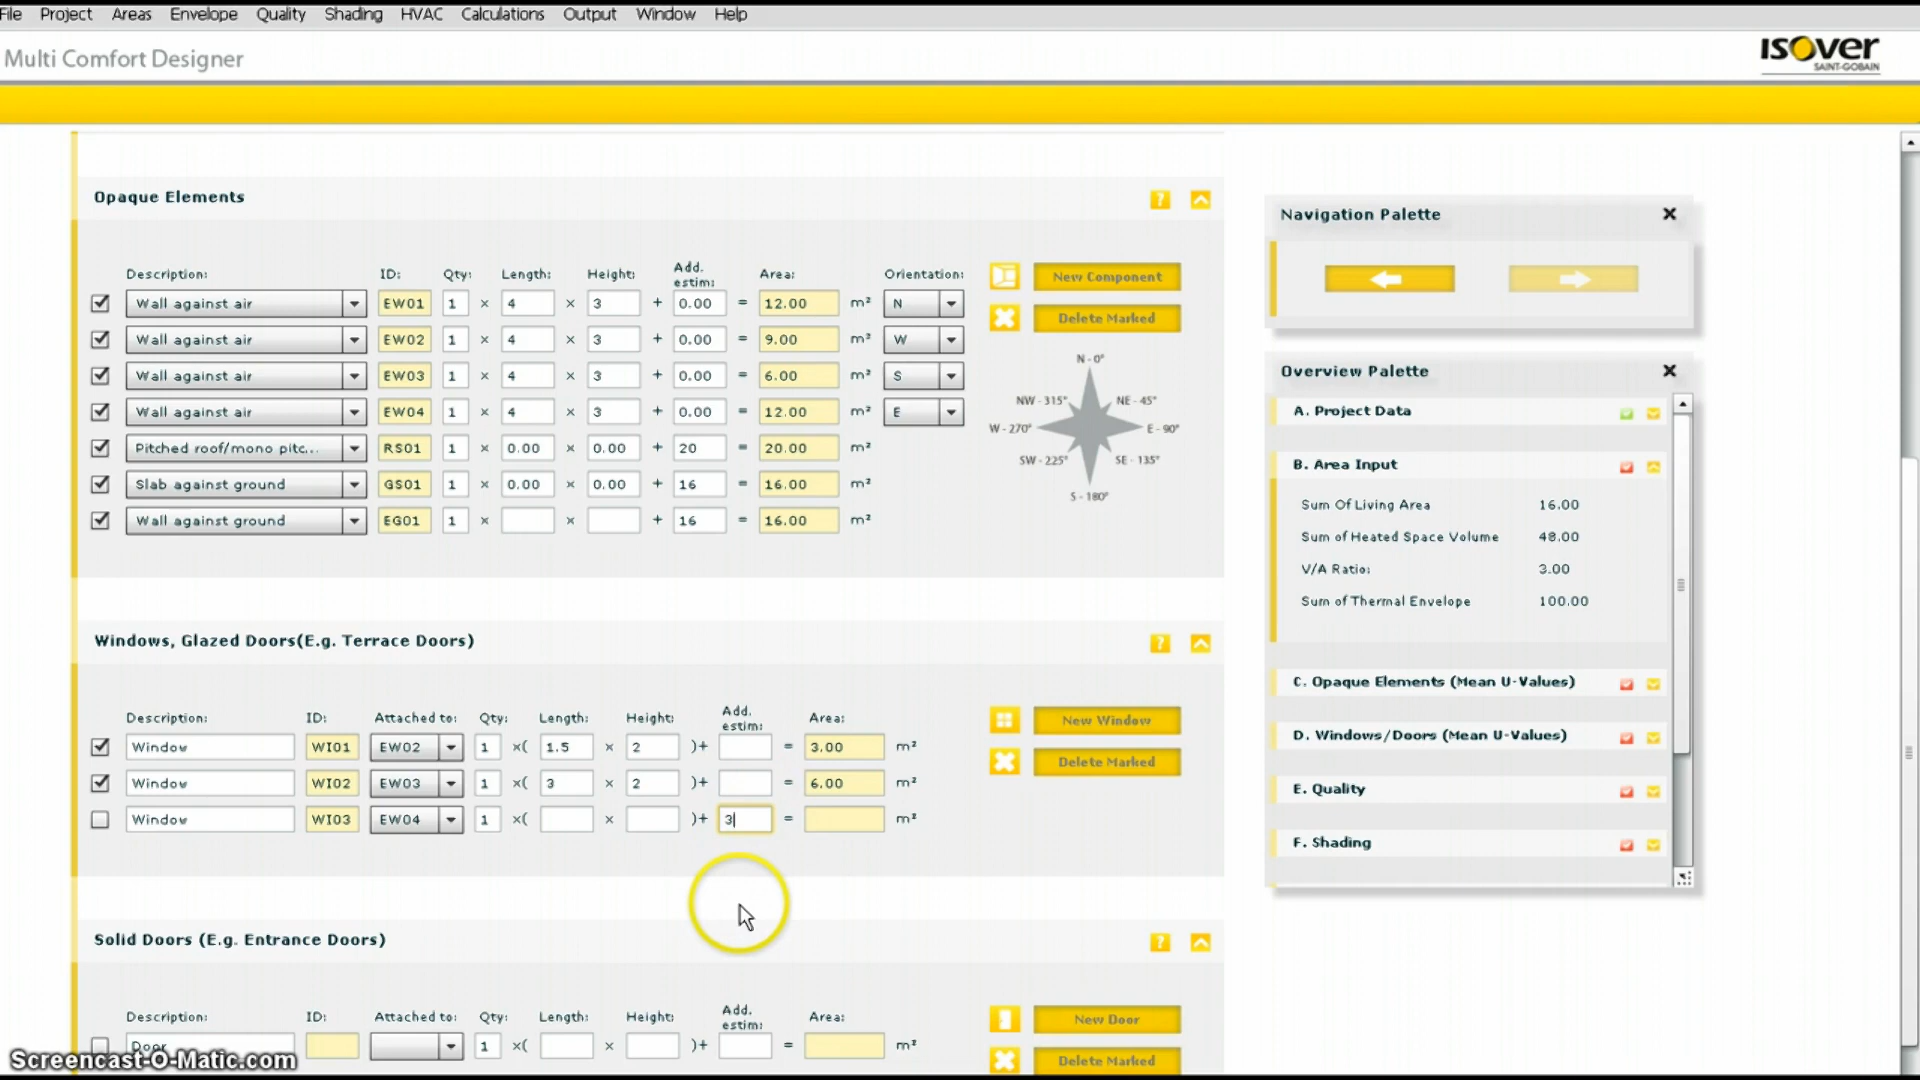 File Project Areas Envelope Quality Shading HVAC Calculations Output Window Help
Multi Comfort Designer
isover
SAINT-GOBAIN
Opaque Elements ?
Description: ID: Qty: Length: Height: Add. estim: Area: Orientation:
Wall against air EW01 1 x 4 x 3 + 0.00 = 12.00 m² N
Wall against air EW02 1 x 4 x 3 + 0.00 = 9.00 m² W
Wall against air EW03 1 x 4 x 3 + 0.00 = 6.00 m² S
Wall against air EW04 1 x 4 x 3 + 0.00 = 12.00 m² E
Pitched roof/mono pitc... RS01 1 x 0.00 x 0.00 + 20 = 20.00 m²
Slab against ground GS01 1 x 0.00 x 0.00 + 16 = 16.00 m²
Wall against ground EG01 1 x x + 16 = 16.00 m²
New Component
Delete Marked
N - 0°
NW - 315° NE - 45°
W - 270° E - 90°
SW - 225° SE - 135°
S - 180°
Windows, Glazed Doors(E.g. Terrace Doors) ?
Description: ID: Attached to: Qty: Length: Height: Add. estim: Area:
Window WI01 EW02 1 x( 1.5 x 2 )+ = 3.00 m²
Window WI02 EW03 1 x( 3 x 2 )+ = 6.00 m²
Window WI03 EW04 1 x( x )+ 3 = m²
New Window
Delete Marked
Solid Doors (E.g. Entrance Doors) ?
Description: ID: Attached to: Qty: Length: Height: Add. estim: Area:
Door 1 x( x )+ = m²
New Door
Delete Marked
Navigation Palette
Overview Palette
A. Project Data
B. Area Input
Sum Of Living Area 16.00
Sum of Heated Space Volume 48.00
V/A Ratio: 3.00
Sum of Thermal Envelope 100.00
C. Opaque Elements (Mean U-Values)
D. Windows/Doors (Mean U-Values)
E. Quality
F. Shading
Screencast-O-Matic.com